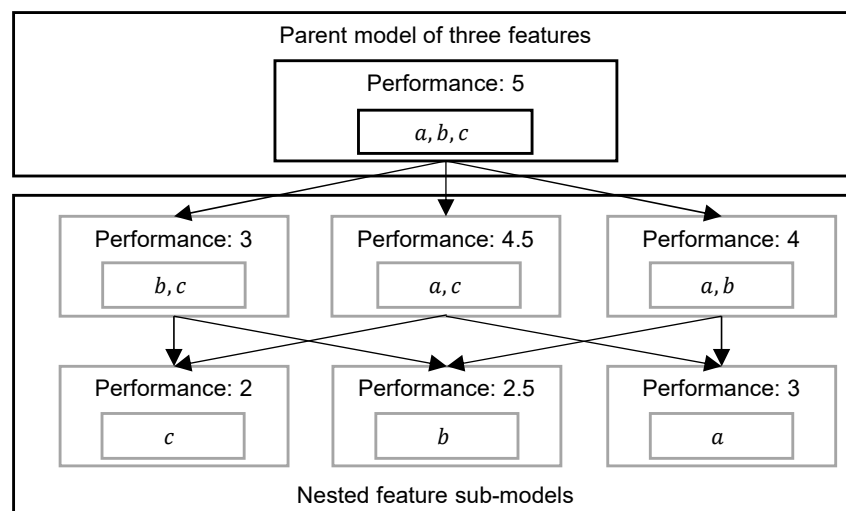 Parent model of three features
Performance: 5
a, b, c
Performance: 3
b, c
Performance: 4.5
a, c
Performance: 4
a, b
Performance: 2
c
Performance: 2.5
b
Performance: 3
a
Nested feature sub-models